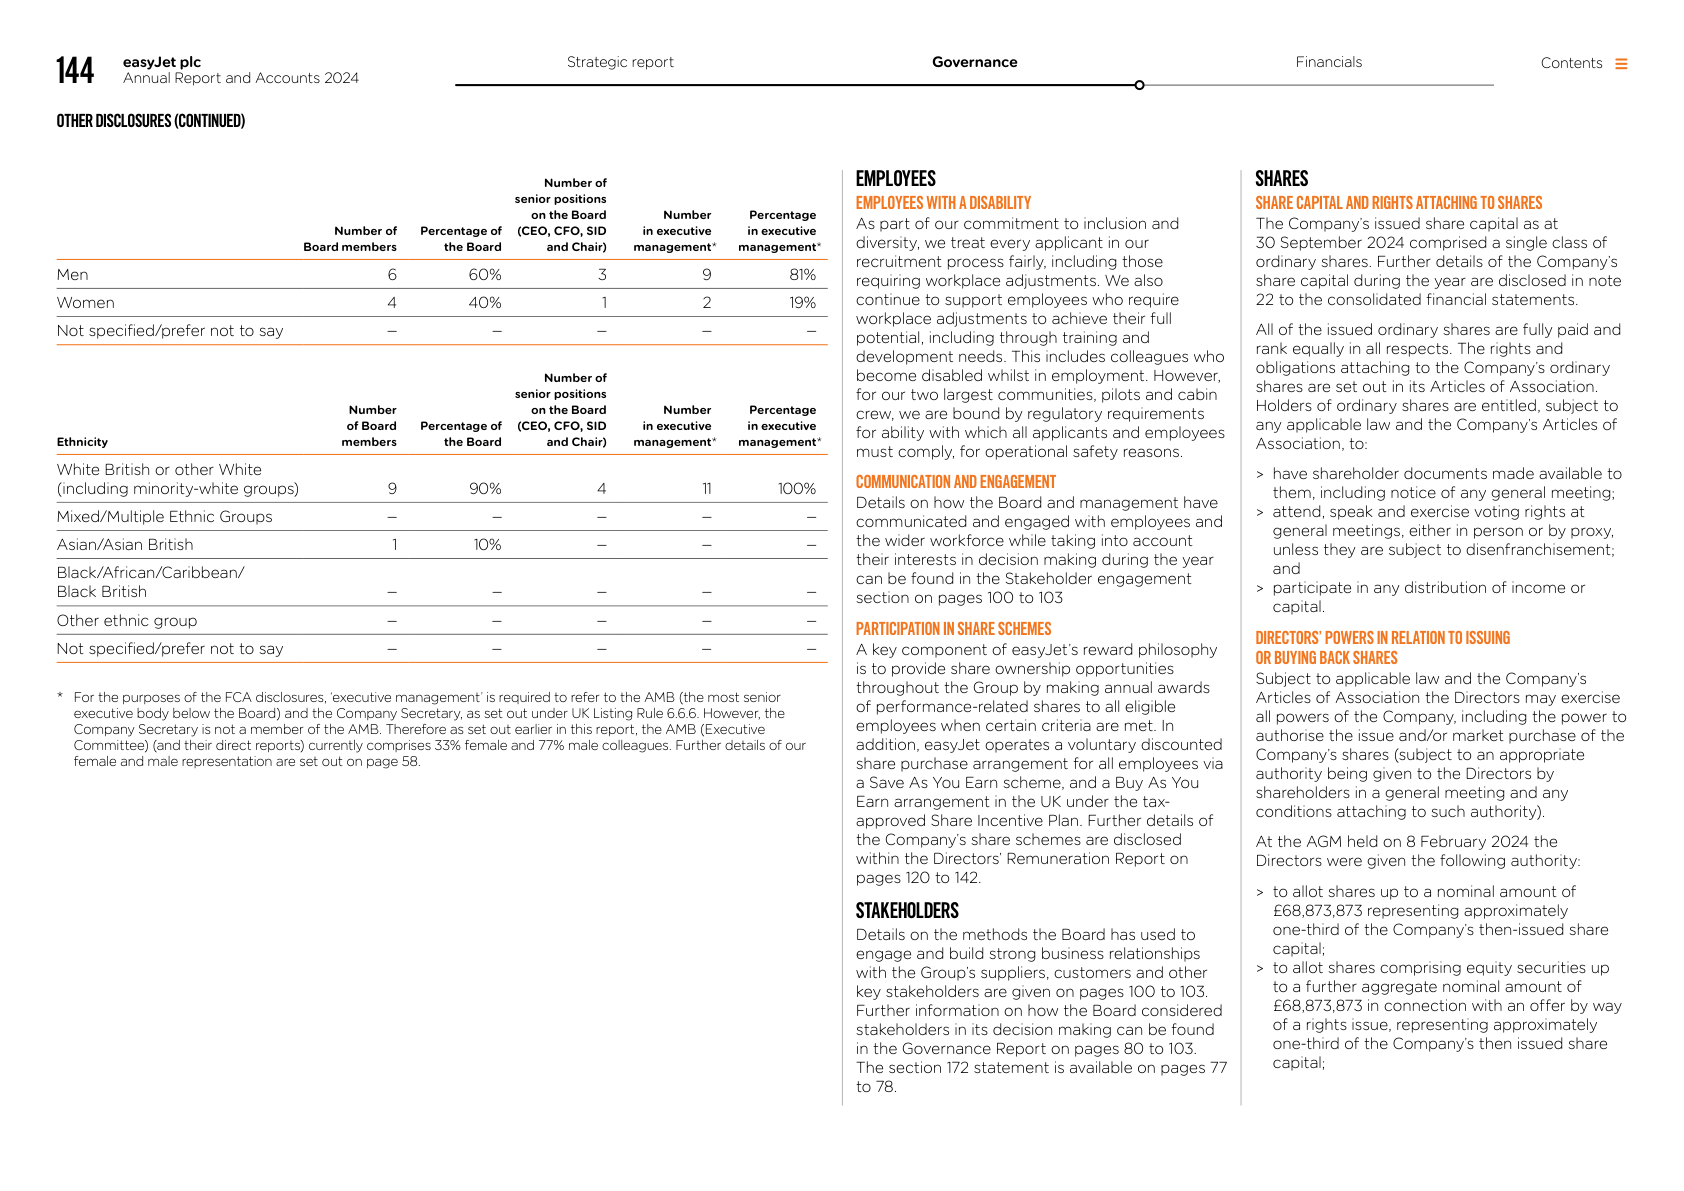 144
easyJet plc
Annual Report and Accounts 2024
Strategic report
Governance
Financials
Contents
OTHER DISCLOSURES (CONTINUED)
Number of
Board members
Percentage of
the Board
Number of
senior positions
on the Board
(CEO, CFO, SID
and Chair)
Number
in executive
management*
Percentage
in executive
management*
Men 6 60% 3 9 81%
Women 4 40% 1 2 19%
Not specified/prefer not to say – – – – –
Ethnicity
Number
of Board
members
Percentage of
the Board
Number of
senior positions
on the Board
(CEO, CFO, SID
and Chair)
Number
in executive
management*
Percentage
in executive
management*
White British or other White
(including minority-white groups) 9 90% 4 11 100%
Mixed/Multiple Ethnic Groups – – – – –
Asian/Asian British 1 10% – – –
Black/African/Caribbean/
Black British – – – – –
Other ethnic group – – – – –
Not specified/prefer not to say – – – – –
* For the purposes of the FCA disclosures, ‘executive management’ is required to refer to the AMB (the most senior
executive body below the Board) and the Company Secretary, as set out under UK Listing Rule 6.6.6. However, the
Company Secretary is not a member of the AMB. Therefore as set out earlier in this report, the AMB (Executive
Committee) (and their direct reports) currently comprises 33% female and 77% male colleagues. Further details of our
female and male representation are set out on page 58.
EMPLOYEES
EMPLOYEES WITH A DISABILITY
As part of our commitment to inclusion and
diversity, we treat every applicant in our
recruitment process fairly, including those
requiring workplace adjustments. We also
continue to support employees who require
workplace adjustments to achieve their full
potential, including through training and
development needs. This includes colleagues who
become disabled whilst in employment. However,
for our two largest communities, pilots and cabin
crew, we are bound by regulatory requirements
for ability with which all applicants and employees
must comply, for operational safety reasons.
COMMUNICATION AND ENGAGEMENT
Details on how the Board and management have
communicated and engaged with employees and
the wider workforce while taking into account
their interests in decision making during the year
can be found in the Stakeholder engagement
section on pages 100 to 103
PARTICIPATION IN SHARE SCHEMES
A key component of easyJet’s reward philosophy
is to provide share ownership opportunities
throughout the Group by making annual awards
of performance-related shares to all eligible
employees when certain criteria are met. In
addition, easyJet operates a voluntary discounted
share purchase arrangement for all employees via
a Save As You Earn scheme, and a Buy As You
Earn arrangement in the UK under the tax-
approved Share Incentive Plan. Further details of
the Company’s share schemes are disclosed
within the Directors’ Remuneration Report on
pages 120 to 142.
STAKEHOLDERS
Details on the methods the Board has used to
engage and build strong business relationships
with the Group’s suppliers, customers and other
key stakeholders are given on pages 100 to 103.
Further information on how the Board considered
stakeholders in its decision making can be found
in the Governance Report on pages 80 to 103.
The section 172 statement is available on pages 77
to 78.
SHARES
SHARE CAPITAL AND RIGHTS ATTACHING TO SHARES
The Company’s issued share capital as at
30 September 2024 comprised a single class of
ordinary shares. Further details of the Company’s
share capital during the year are disclosed in note
22 to the consolidated financial statements.
All of the issued ordinary shares are fully paid and
rank equally in all respects. The rights and
obligations attaching to the Company’s ordinary
shares are set out in its Articles of Association.
Holders of ordinary shares are entitled, subject to
any applicable law and the Company’s Articles of
Association, to:
> have shareholder documents made available to
them, including notice of any general meeting;
> attend, speak and exercise voting rights at
general meetings, either in person or by proxy,
unless they are subject to disenfranchisement;
and
> participate in any distribution of income or
capital.
DIRECTORS’ POWERS IN RELATION TO ISSUING
OR BUYING BACK SHARES
Subject to applicable law and the Company’s
Articles of Association the Directors may exercise
all powers of the Company, including the power to
authorise the issue and/or market purchase of the
Company’s shares (subject to an appropriate
authority being given to the Directors by
shareholders in a general meeting and any
conditions attaching to such authority).
At the AGM held on 8 February 2024 the
Directors were given the following authority:
> to allot shares up to a nominal amount of
£68,873,873 representing approximately
one-third of the Company’s then-issued share
capital;
> to allot shares comprising equity securities up
to a further aggregate nominal amount of
£68,873,873 in connection with an offer by way
of a rights issue, representing approximately
one-third of the Company’s then issued share
capital;